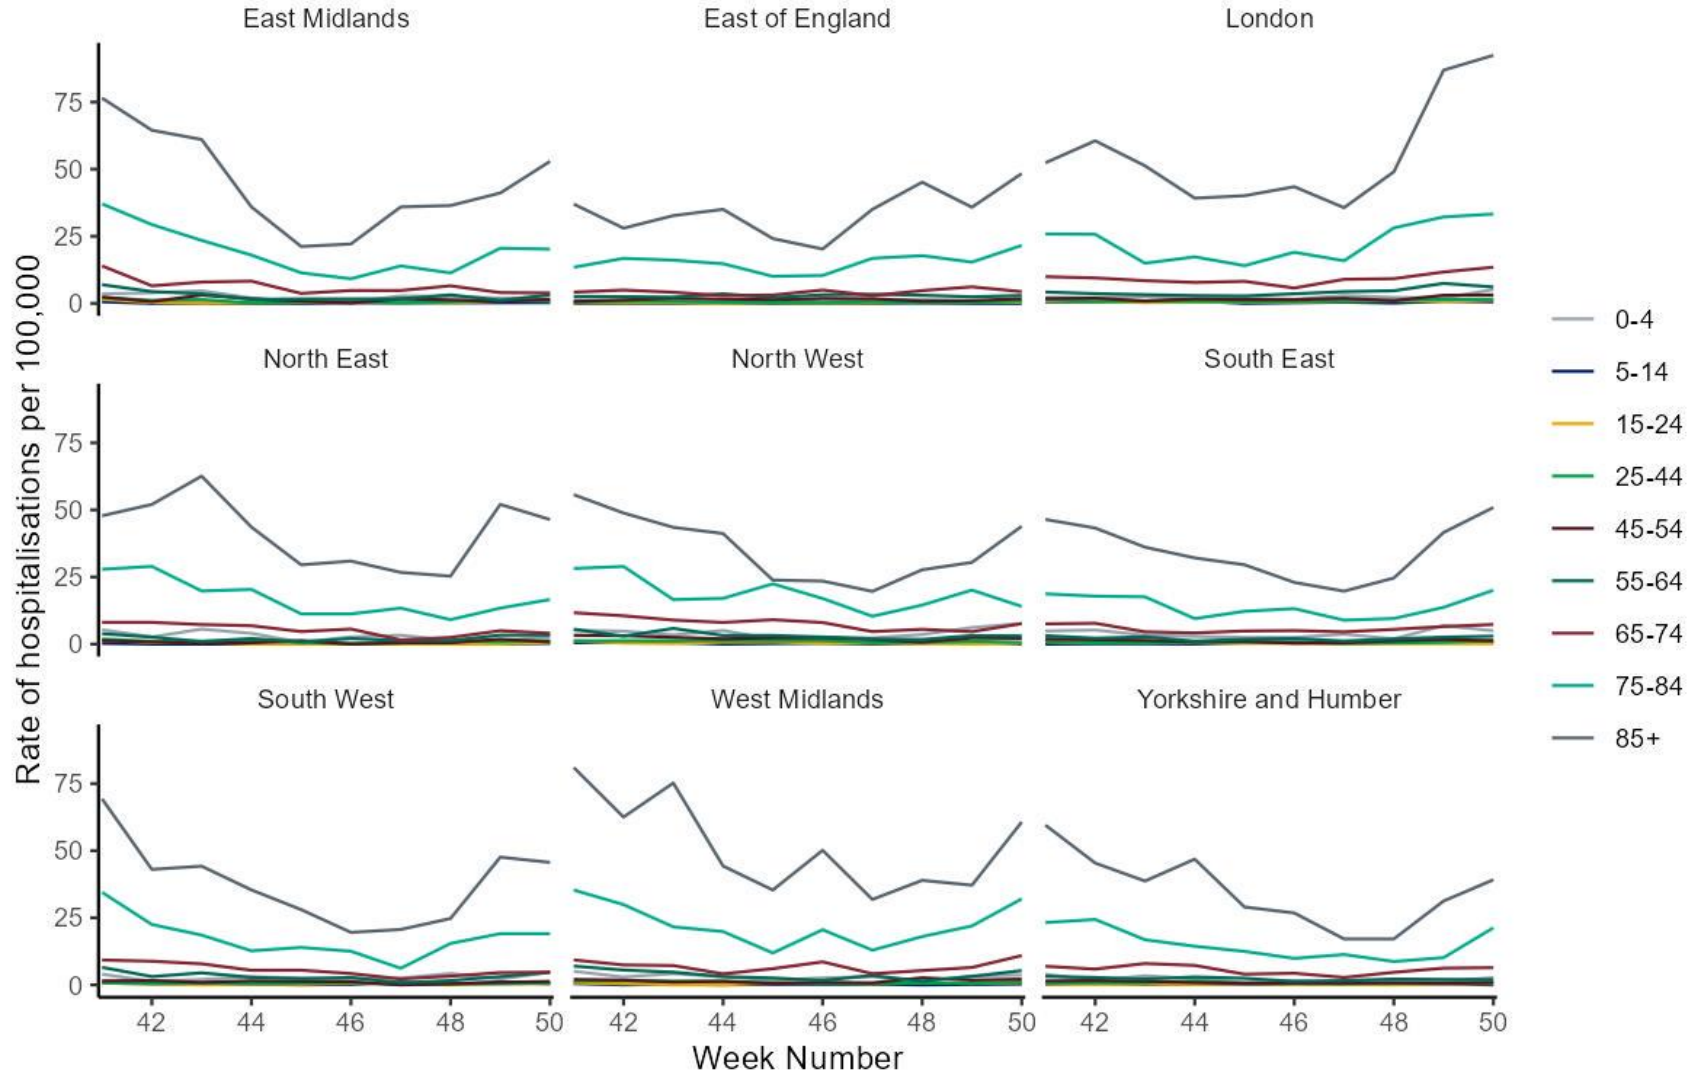 East Midlands
East of England
London
75
50
25
0
North East
North West
South East
75
50
25
0
South West
West Midlands
Yorkshire and Humber
75
50
25
0
42 44 46 48 50
42 44 46 48 50
42 44 46 48 50
Week Number
Rate of hospitalisations per 100,000
0-4
5-14
15-24
25-44
45-54
55-64
65-74
75-84
85+